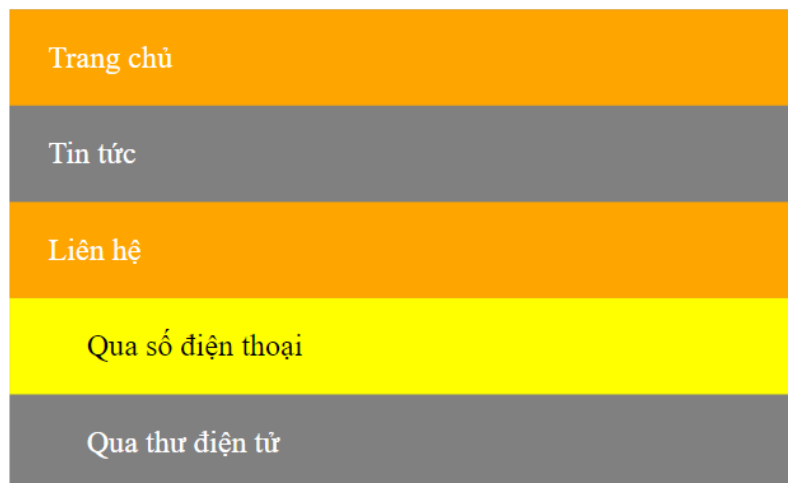 Trang chủ
Tin tức
Liên hệ
Qua số điện thoại
Qua thư điện tử